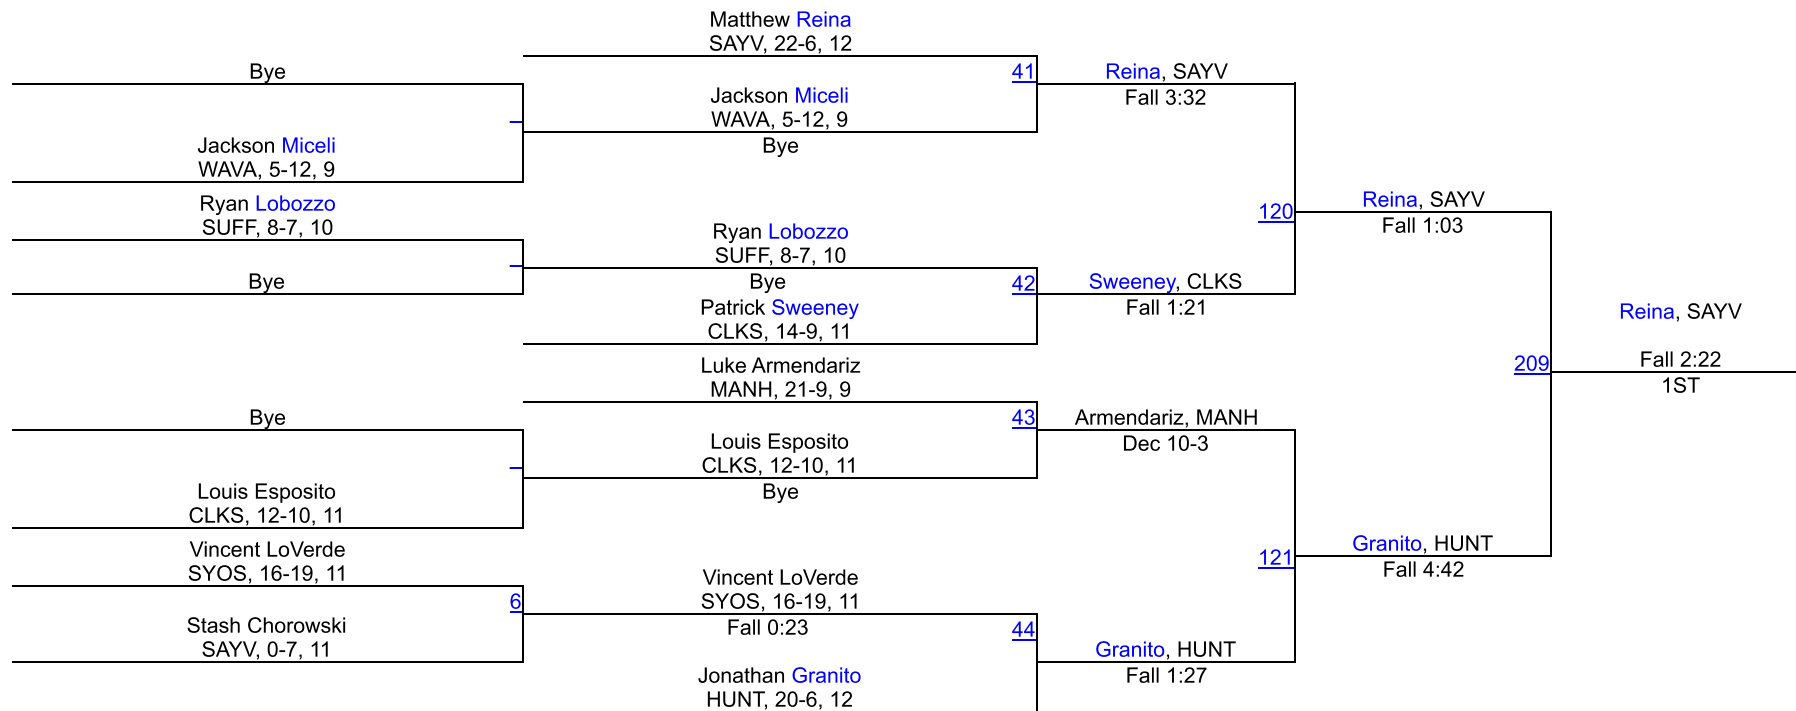 Bye
Jackson Miceli
WAVA, 5-12, 9
Ryan Lobozzo
SUFF, 8-7, 10
Bye
Bye
Louis Esposito
CLKS, 12-10, 11
Vincent LoVerde
SYOS, 16-19, 11
Stash Chorowski
SAYV, 0-7, 11
6
Matthew Reina
SAYV, 22-6, 12
Jackson Miceli
WAVA, 5-12, 9
Bye
Ryan Lobozzo
SUFF, 8-7, 10
Bye
Patrick Sweeney
CLKS, 14-9, 11
Luke Armendariz
MANH, 21-9, 9
Louis Esposito
CLKS, 12-10, 11
Bye
Vincent LoVerde
SYOS, 16-19, 11
Fall 0:23
Jonathan Granito
HUNT, 20-6, 12
41
42
43
44
Reina, SAYV
Fall 3:32
Sweeney, CLKS
Fall 1:21
Armendariz, MANH
Dec 10-3
Granito, HUNT
Fall 1:27
120
121
Reina, SAYV
Fall 1:03
Granito, HUNT
Fall 4:42
209
Reina, SAYV
Fall 2:22
1ST